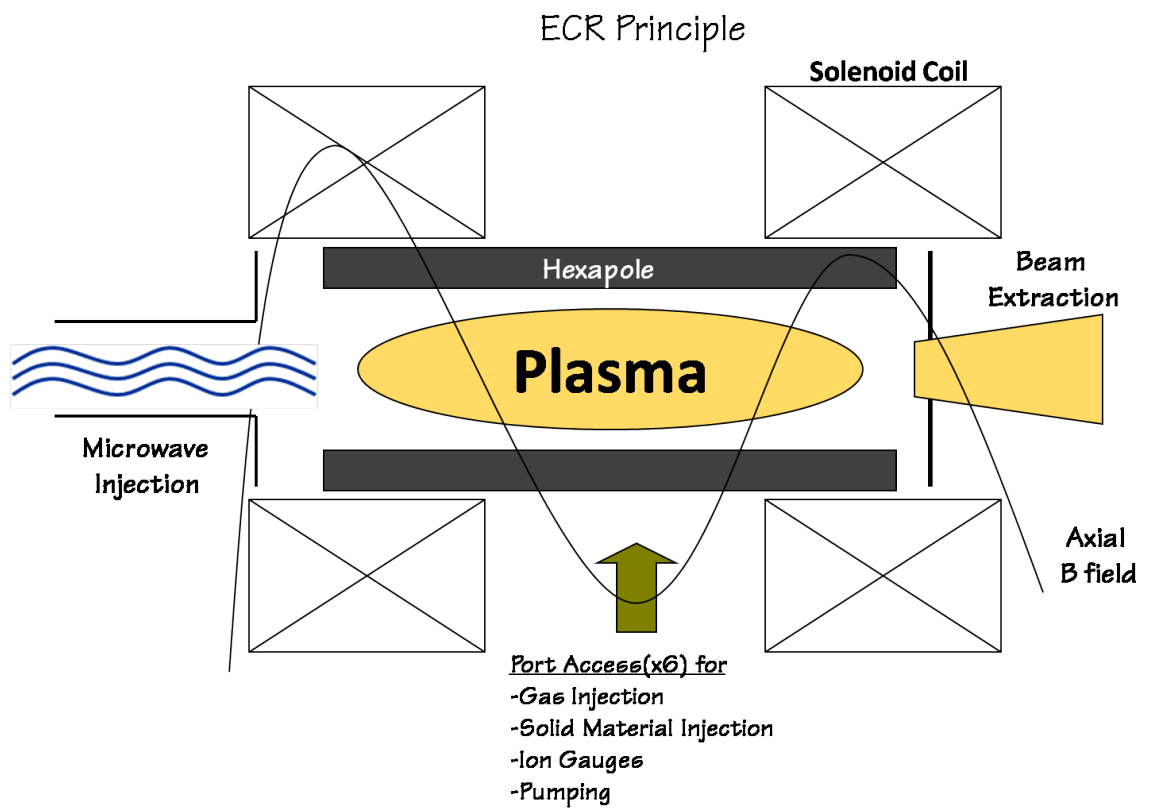 ECR Principle
Solenoid Coil
Hexapole
Beam
Extraction
Plasma
Microwave
Injection
Axial
B field
Port Access(x6) for
-Gas Injection
-Solid Material Injection
-Ion Gauges
-Pumping